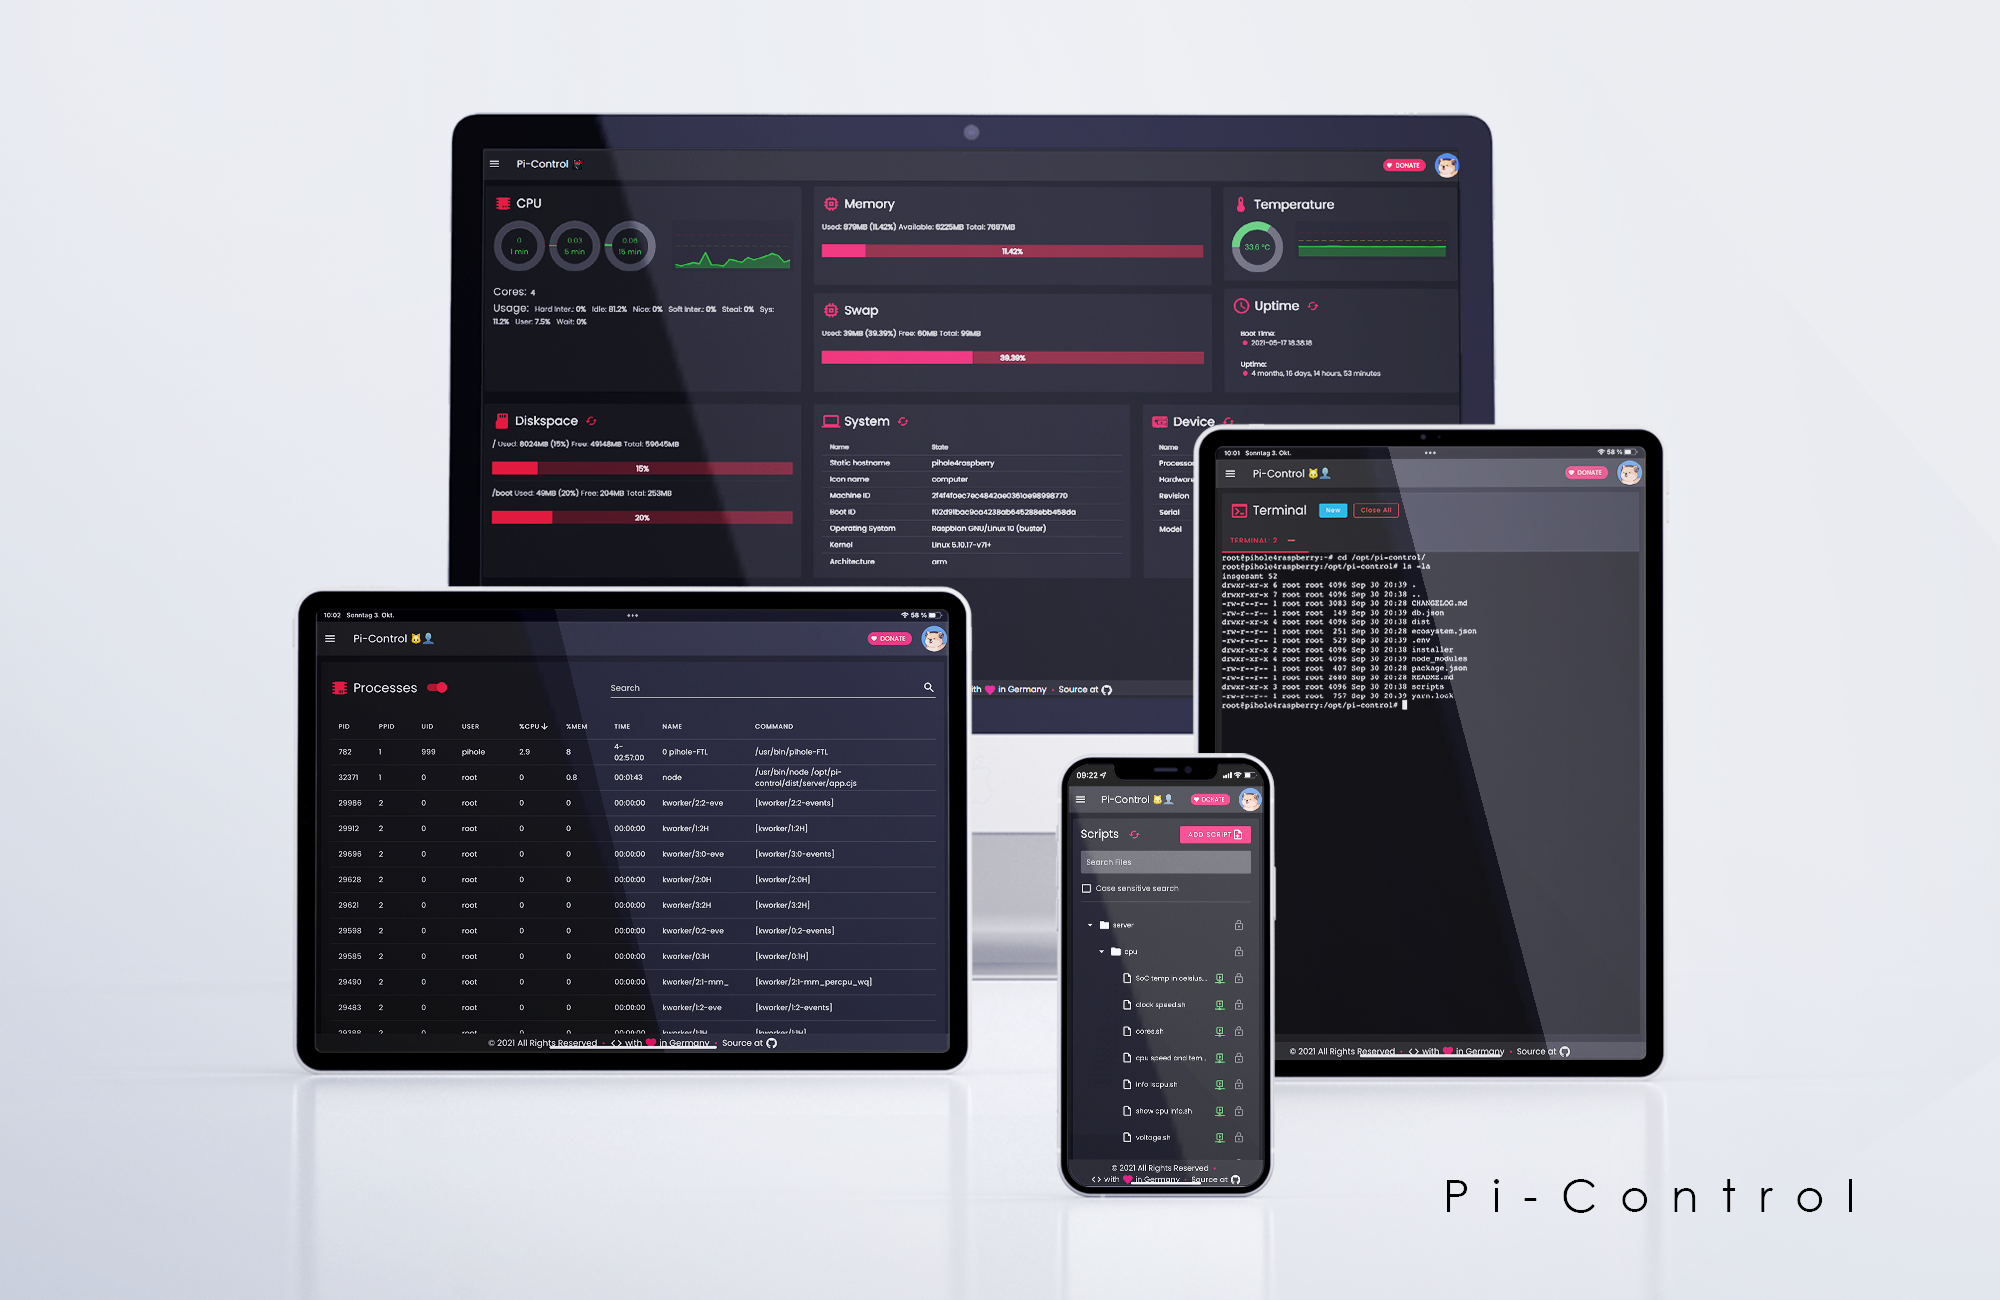 Pi-Control
DONATE
CPU
0
1 min
0.03
5 min
0.06
15 min
Cores: 4
Usage: Hard Inter.: 0% Idle: 81.2% Nice: 0% Soft Inter.: 0% Steal: 0% Sys:
11.2% User: 7.5% Wait: 0%
Memory
Used: 879MB (11.42%) Available: 6225MB Total: 7697MB
11.42%
Swap
Used: 39MB (39.39%) Free: 60MB Total: 99MB
39.39%
Temperature
33.6 °C
Uptime
Boot Time:
2021-05-17 18:38:18
Uptime:
4 months, 16 days, 14 hours, 53 minutes
Diskspace
/ Used: 8024MB (15%) Free: 49148MB Total: 59645MB
15%
/boot Used: 49MB (20%) Free: 204MB Total: 253MB
20%
System
Name State
Static hostname pihole4raspberry
Icon name computer
Machine ID
Boot ID
Operating System Raspbian GNU/Linux 10 (buster)
Kernel Linux 5.10.17-v7l+
Architecture arm
Device
Name
Processor
Hardware
Revision
Serial
Model
in Germany • Source at
10:02 Sonntag 3. Okt. 58 %
Pi-Control
DONATE
Processes
Search
PID PPID UID USER %CPU %MEM TIME NAME COMMAND
782 1 999 pihole 2.9 8 4-02:57:00 0 pihole-FTL /usr/bin/pihole-FTL
32371 1 0 root 0 0.8 00:01:43 node /usr/bin/node /opt/pi-
control/dist/server/app.cjs
29986 2 0 root 0 0 00:00:00 kworker/2:2-eve [kworker/2:2-events]
29912 2 0 root 0 0 00:00:00 kworker/1:2H [kworker/1:2H]
29696 2 0 root 0 0 00:00:00 kworker/3:0-eve [kworker/3:0-events]
29628 2 0 root 0 0 00:00:00 kworker/2:0H [kworker/2:0H]
29621 2 0 root 0 0 00:00:00 kworker/3:2H [kworker/3:2H]
29598 2 0 root 0 0 00:00:00 kworker/0:2-eve [kworker/0:2-events]
29585 2 0 root 0 0 00:00:00 kworker/0:1H [kworker/0:1H]
29490 2 0 root 0 0 00:00:00 kworker/2:1-mm_ [kworker/2:1-mm_percpu_wq]
29483 2 0 root 0 0 00:00:00 kworker/1:2-eve [kworker/1:2-events]
© 2021 All Rights Reserved • <> with in Germany • Source at
10:01 Sonntag 3. Okt. 58 %
Pi-Control
DONATE
Terminal
New
Close All
TERMINAL: 2
root@pihole4raspberry:~# cd /opt/pi-control/
root@pihole4raspberry:/opt/pi-control# ls -la
insgesamt 52
drwxr-xr-x 6 root root 4096 Sep 30 20:39 .
drwxr-xr-x 7 root root 4096 Sep 30 20:38 ..
-rw-r--r-- 1 root root 3083 Sep 30 20:28 CHANGELOG.md
-rw-r--r-- 1 root root 149 Sep 30 20:39 db.json
drwxr-xr-x 4 root root 4096 Sep 30 20:38 dist
-rw-r--r-- 1 root root 251 Sep 30 20:28 ecosystem.json
-rw-r--r-- 1 root root 529 Sep 30 20:39 .env
drwxr-xr-x 2 root root 4096 Sep 30 20:38 installer
drwxr-xr-x 4 root root 4096 Sep 30 20:39 node_modules
-rw-r--r-- 1 root root 407 Sep 30 20:28 package.json
-rw-r--r-- 1 root root 2680 Sep 30 20:28 README.md
drwxr-xr-x 3 root root 4096 Sep 30 20:38 scripts
-rw-r--r-- 1 root root 757 Sep 30 20:39 yarn.lock
root@pihole4raspberry:/opt/pi-control#
© 2021 All Rights Reserved • <> with in Germany • Source at
09:22
Pi-Control
DONATE
Scripts
ADD SCRIPT
Search Files
Case sensitive search
server
cpu
SoC temp in celsius...
clock speed.sh
cores.sh
cpu speed and tem...
info lscpu.sh
show cpu info.sh
voltage.sh
© 2021 All Rights Reserved •
<> with in Germany • Source at
Pi-Control